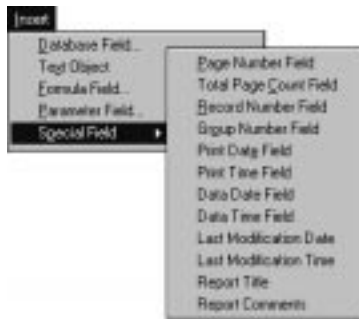 Insert
Database Field...
Text Object
Formula Field...
Parameter Field...
Special Field
Page Number Field
Total Page Count Field
Record Number Field
Group Number Field
Print Date Field
Print Time Field
Data Date Field
Data Time Field
Last Modification Date
Last Modification Time
Report Title
Report Comments